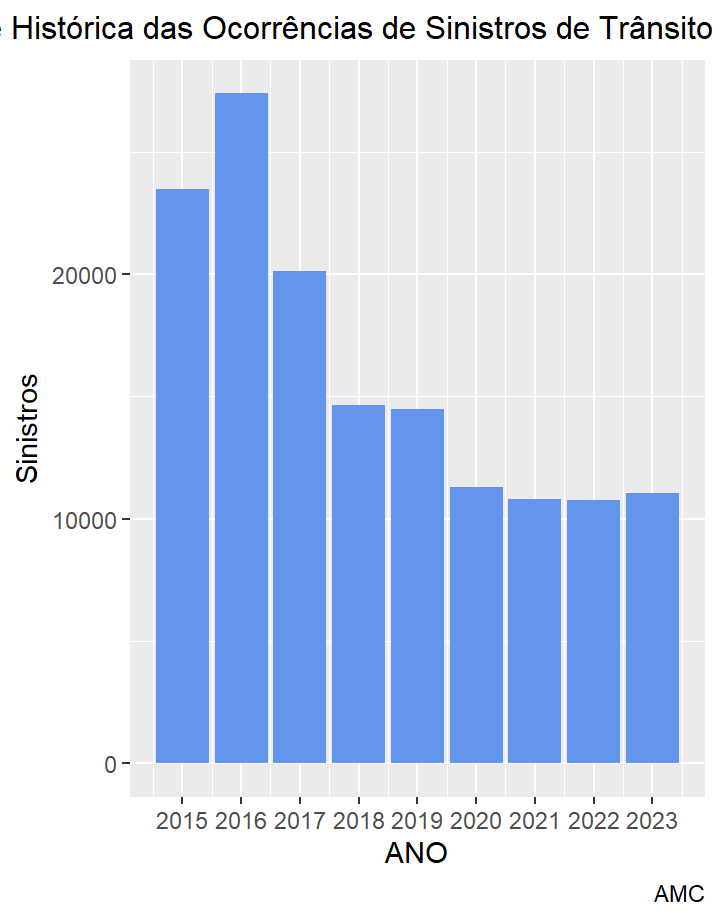 Histórica das Ocorrências de Sinistros de Trânsito
20000
10000
0
Sinistros
2015 2016 2017 2018 2019 2020 2021 2022 2023
ANO
AMC